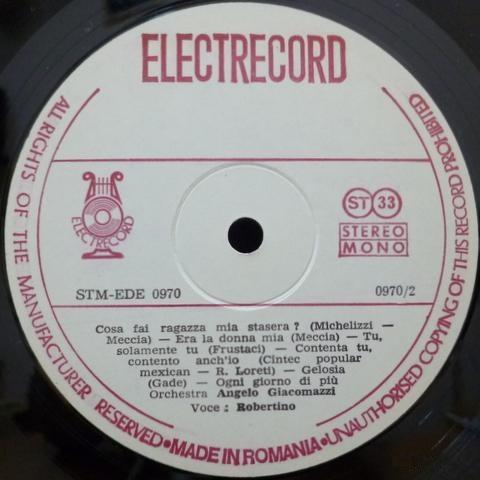 ELECTRECORD
ALL RIGHTS OF THE MANUFACTURER RESERVED•MADE IN ROMANIA•UNAUTHORISED COPYING OF THIS RECORD PROHIBITED
ELECTRECORD
ST 33
STEREO
MONO
STM-EDE 0970
0970/2
Cosa fai ragazza mia stasera? (Michelizzi —
Meccia) — Era la donna mia (Meccia) — Tu,
solamente tu (Frustaci) — Contenta tu,
contento anch'io (Cintec popular
mexican — R. Loreti) — Gelosia
(Gade) — Ogni giorno di più
Orchestra Angelo Giacomazzi
Voce: Robertino